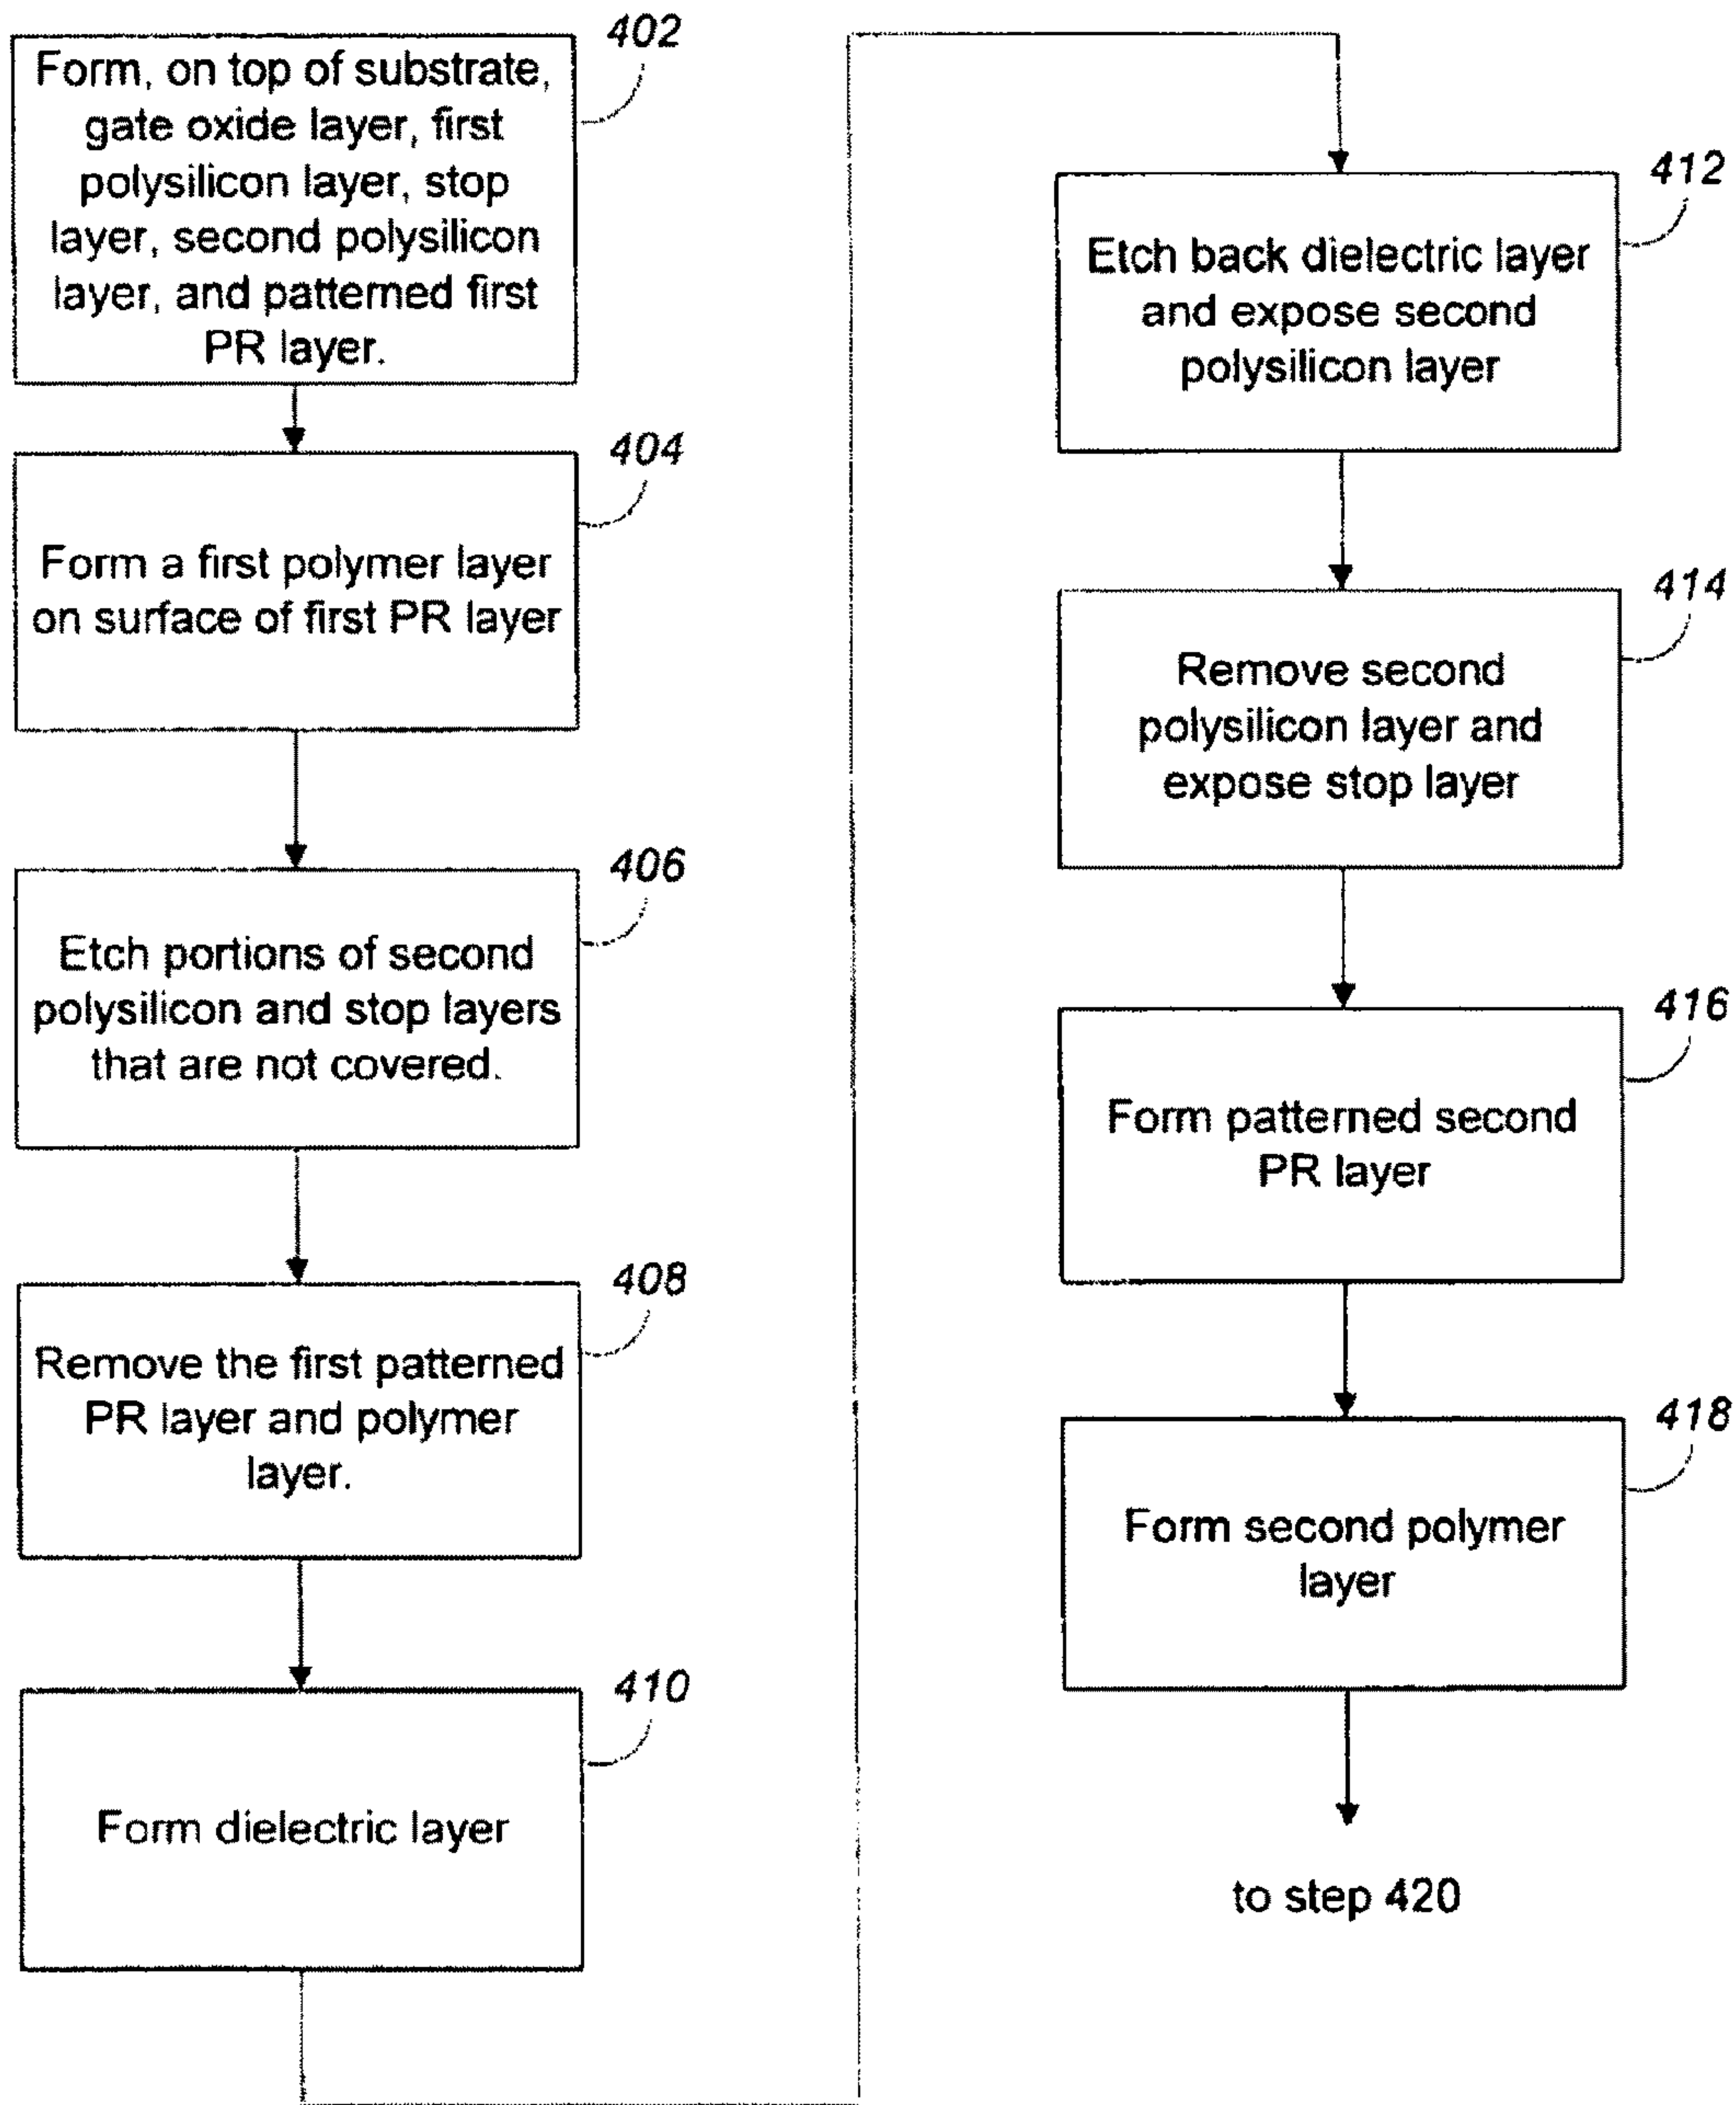 402
Form, on top of substrate,
gate oxide layer, first
polysilicon layer, stop
layer, second polysilicon
layer, and patterned first
PR layer.
404
Form a first polymer layer
on surface of first PR layer
406
Etch portions of second
polysilicon and stop layers
that are not covered.
408
Remove the first patterned
PR layer and polymer
layer.
410
Form dielectric layer
412
Etch back dielectric layer
and expose second
polysilicon layer
414
Remove second
polysilicon layer and
expose stop layer
416
Form patterned second
PR layer
418
Form second polymer
layer
to step 420